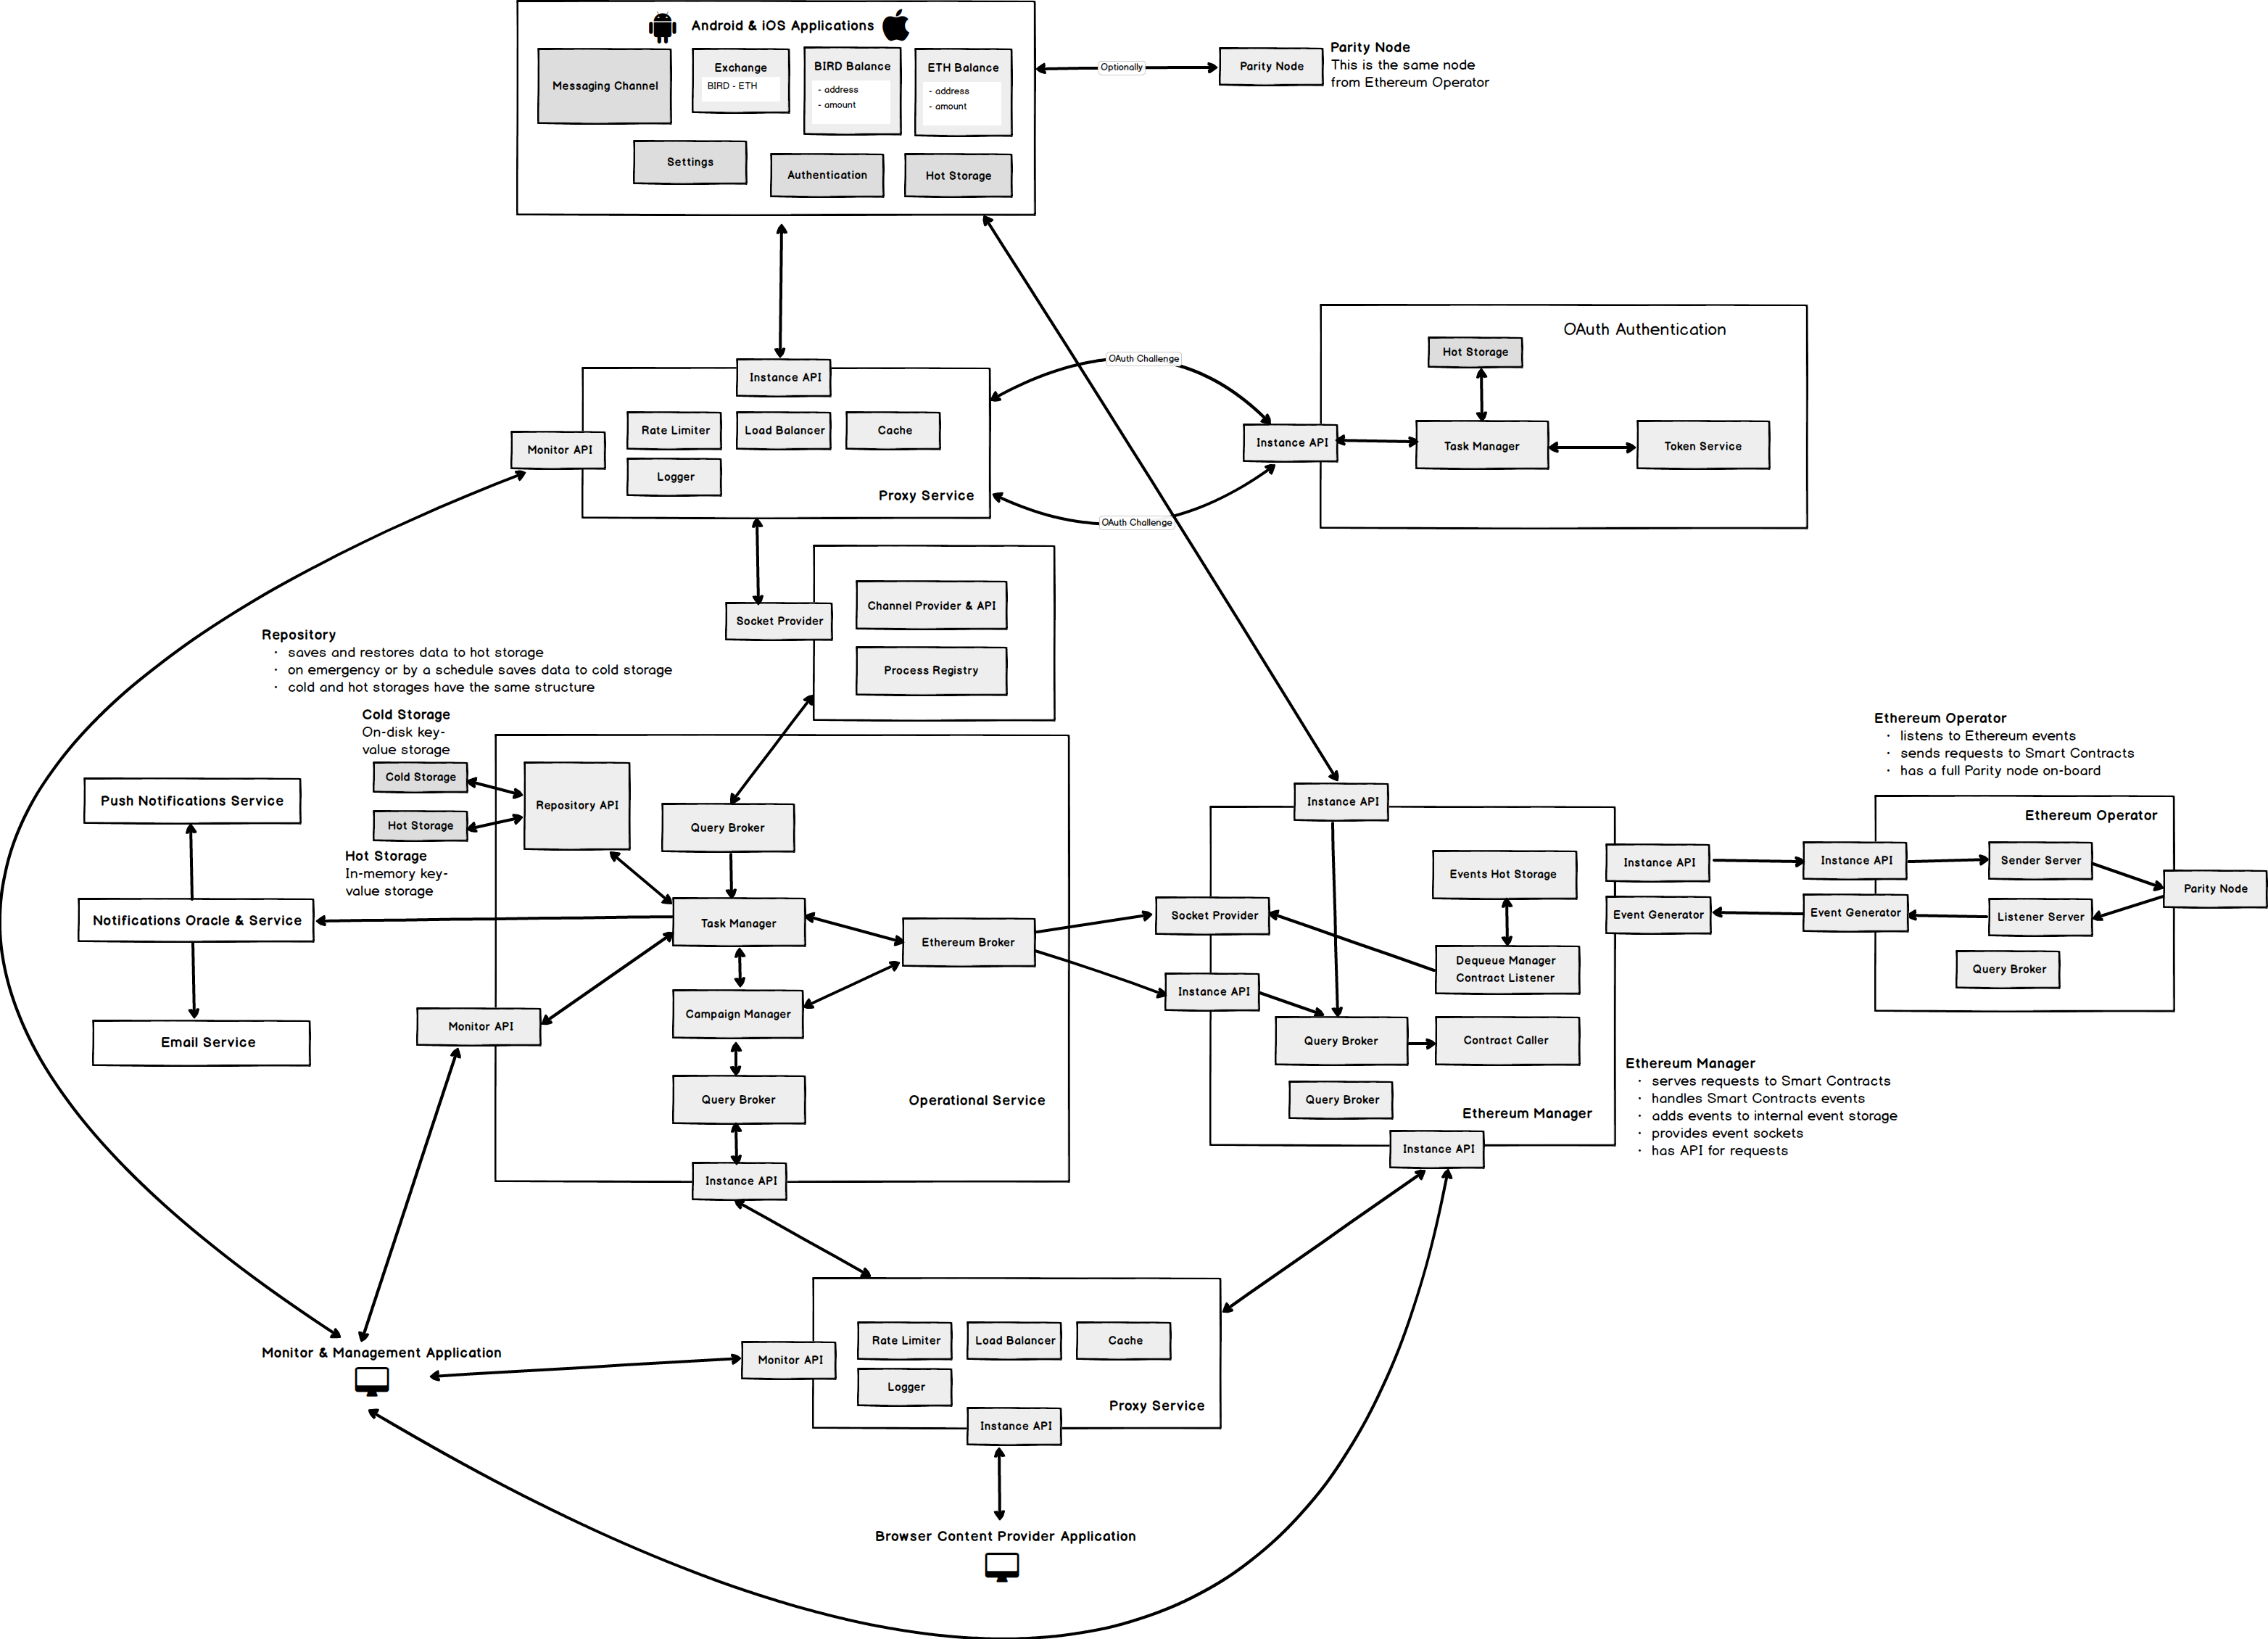 Android & iOS Applications
Messaging Channel
Exchange
BIRD - ETH
BIRD Balance
- address
- amount
ETH Balance
- address
- amount
Settings
Authentication
Hot Storage
Optionally
Parity Node
Parity Node
This is the same node
from Ethereum Operator
OAuth Authentication
Hot Storage
Instance API
Task Manager
Token Service
OAuth Challenge
OAuth Challenge
Instance API
Rate Limiter
Load Balancer
Cache
Monitor API
Logger
Proxy Service
Socket Provider
Channel Provider & API
Process Registry
Repository
· saves and restores data to hot storage
· on emergency or by a schedule saves data to cold storage
· cold and hot storages have the same structure
Cold Storage
On-disk key-
value storage
Cold Storage
Hot Storage
Hot Storage
In-memory key-
value storage
Push Notifications Service
Notifications Oracle & Service
Email Service
Repository API
Query Broker
Task Manager
Ethereum Broker
Monitor API
Campaign Manager
Query Broker
Operational Service
Instance API
Instance API
Events Hot Storage
Socket Provider
Dequeue Manager
Contract Listener
Instance API
Query Broker
Contract Caller
Query Broker
Ethereum Manager
Instance API
Instance API
Event Generator
Ethereum Operator
· listens to Ethereum events
· sends requests to Smart Contracts
· has a full Parity node on-board
Ethereum Operator
Instance API
Sender Server
Parity Node
Event Generator
Listener Server
Query Broker
Ethereum Manager
· serves requests to Smart Contracts
· handles Smart Contracts events
· adds events to internal event storage
· provides event sockets
· has API for requests
Monitor & Management Application
Monitor API
Rate Limiter
Load Balancer
Cache
Logger
Proxy Service
Instance API
Browser Content Provider Application